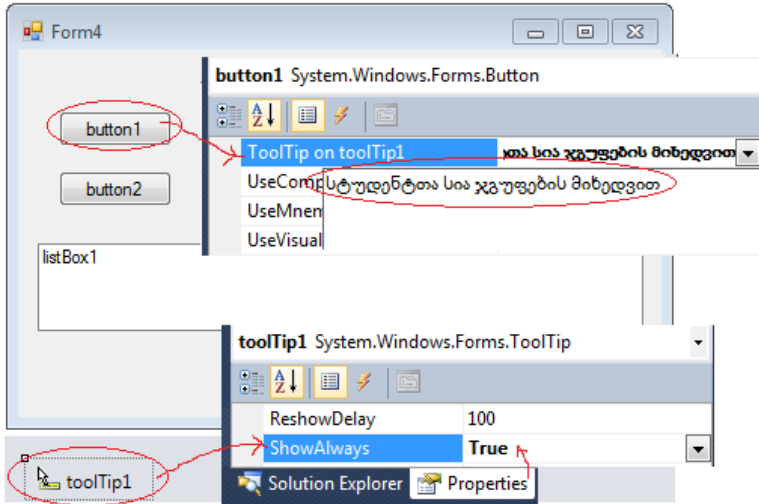 Form4
button1 System.Windows.Forms.Button
button1
ToolTip on toolTip1 სია ჯგუფების მიხედვით
UseComp სტუდენტთა სია ჯგუფების მიხედვით
button2
UseMnem
UseVisual
listBox1
toolTip1 System.Windows.Forms.ToolTip
ReshowDelay 100
ShowAlways True
toolTip1
Solution Explorer Properties